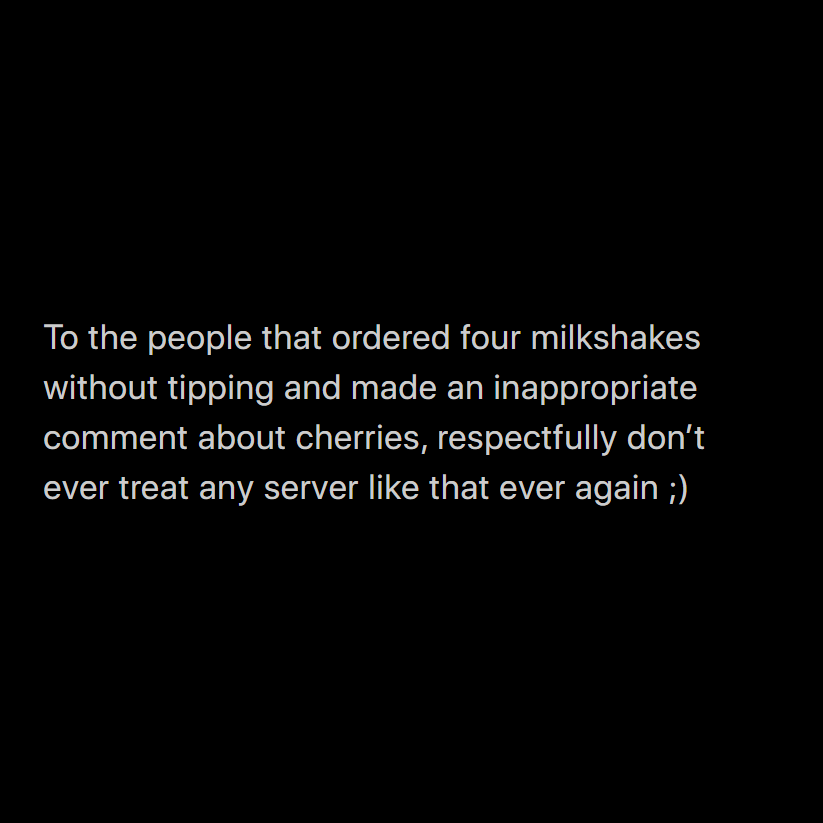 To the people that ordered four milkshakes
without tipping and made an inappropriate
comment about cherries, respectfully don’t
ever treat any server like that ever again ;)